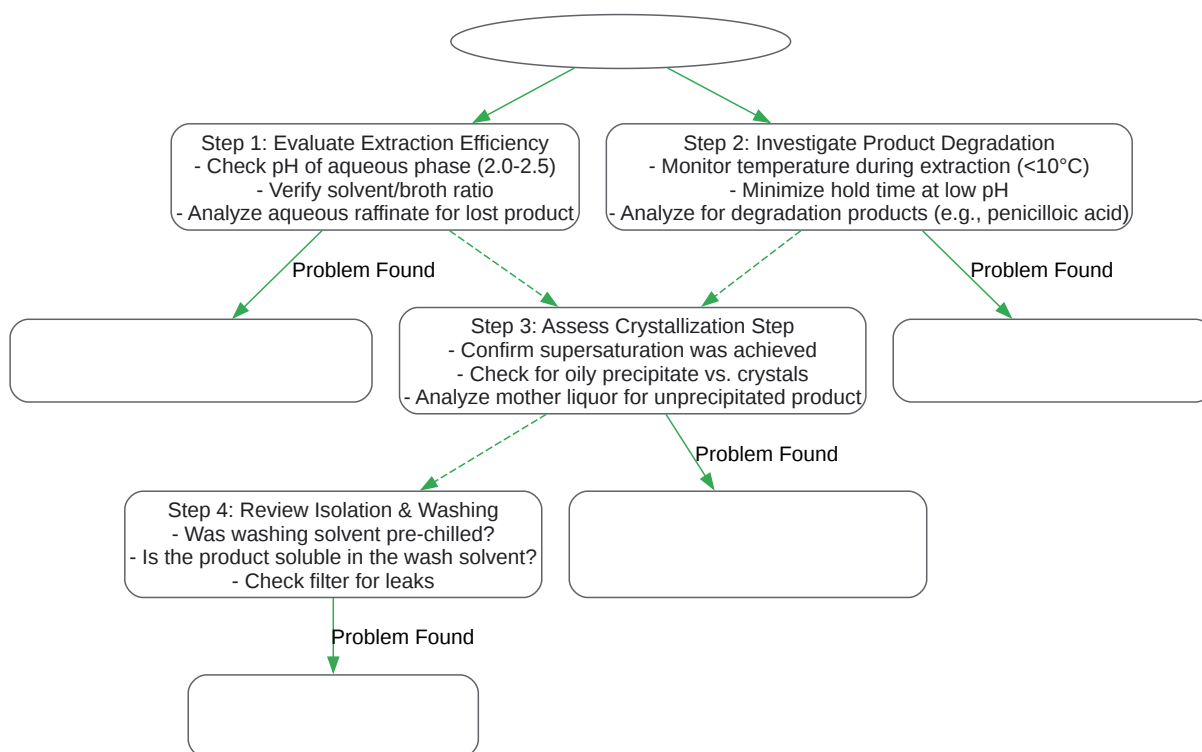 Step 1: Evaluate Extraction Efficiency
- Check pH of aqueous phase (2.0-2.5)
- Verify solvent/broth ratio
- Analyze aqueous raffinate for lost product
Step 2: Investigate Product Degradation
- Monitor temperature during extraction (<10°C)
- Minimize hold time at low pH
- Analyze for degradation products (e.g., penicilloic acid)
Problem Found
Problem Found
Step 3: Assess Crystallization Step
- Confirm supersaturation was achieved
- Check for oily precipitate vs. crystals
- Analyze mother liquor for unprecipitated product
Problem Found
Step 4: Review Isolation & Washing
- Was washing solvent pre-chilled?
- Is the product soluble in the wash solvent?
- Check filter for leaks
Problem Found